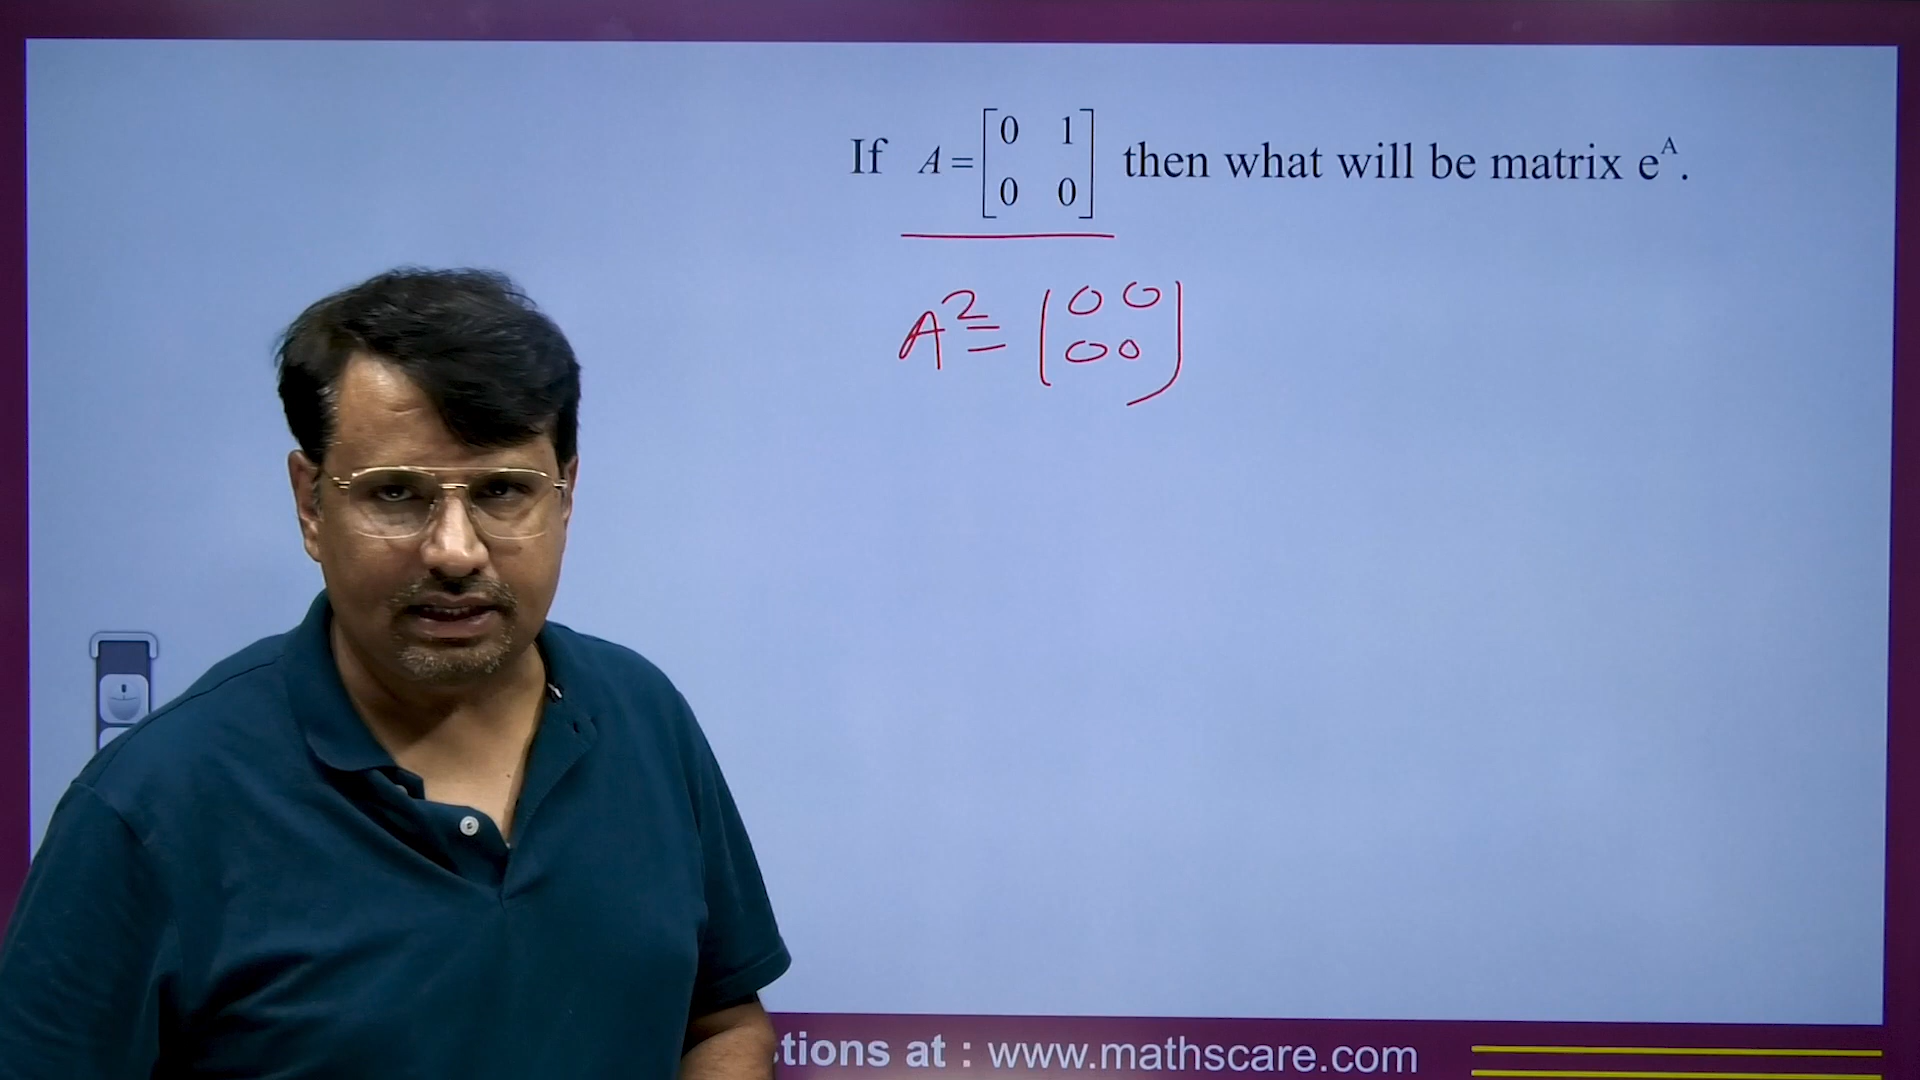 If A = [0 1
0 0] then what will be matrix e^A.
A² = (0 0
0 0)
tions at : www.mathscare.com